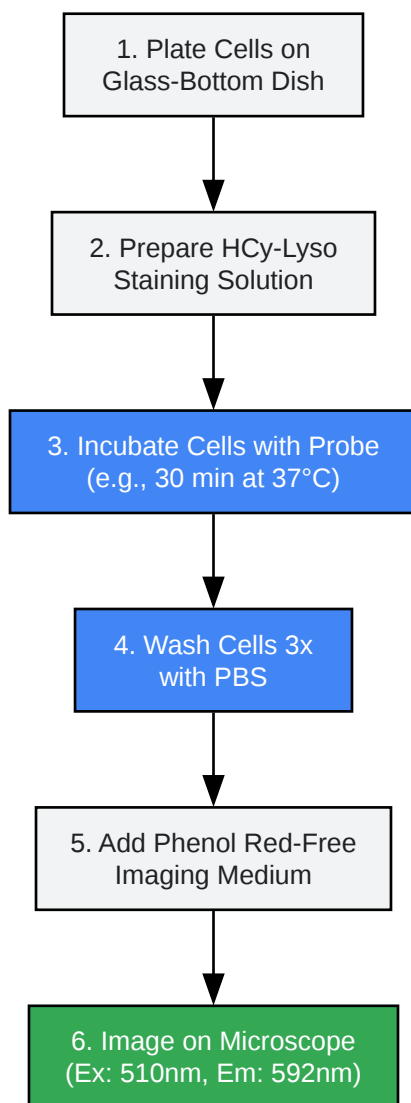 1. Plate Cells on
Glass-Bottom Dish
2. Prepare HCy-Lyso
Staining Solution
3. Incubate Cells with Probe
(e.g., 30 min at 37°C)
4. Wash Cells 3x
with PBS
5. Add Phenol Red-Free
Imaging Medium
6. Image on Microscope
(Ex: 510nm, Em: 592nm)